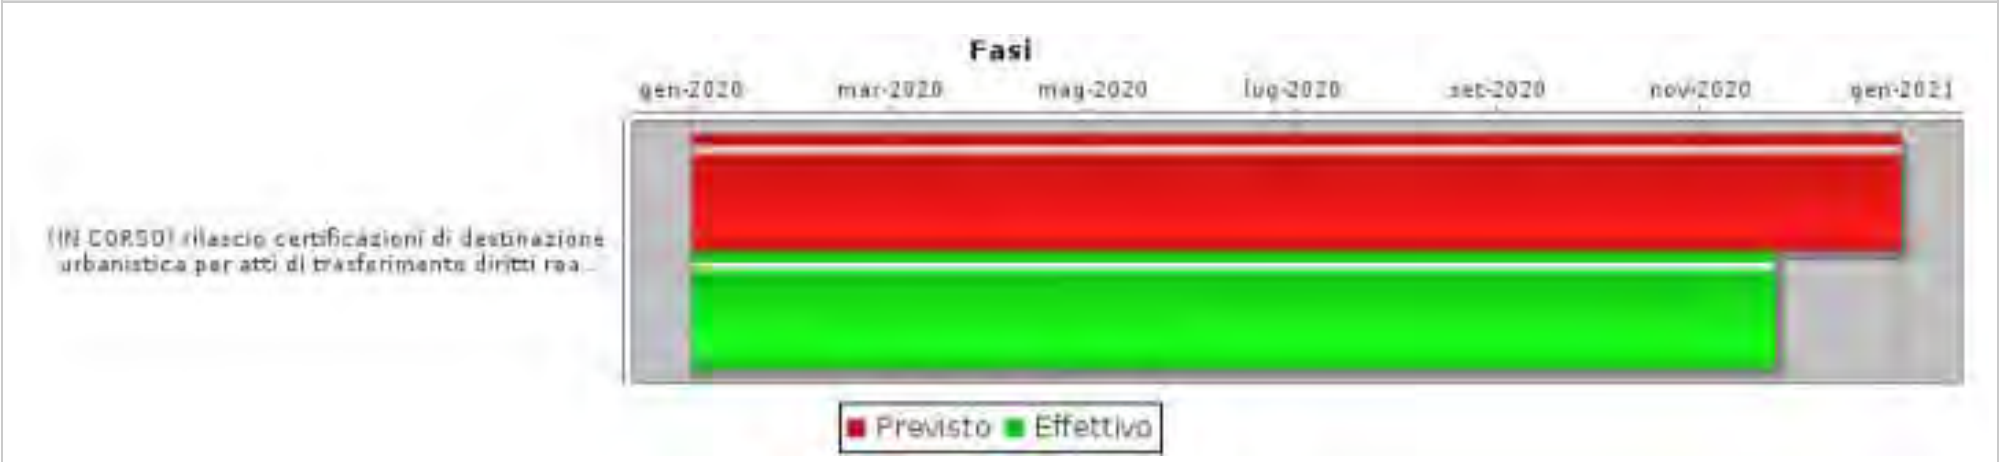 Fasi
gen-2020 mar-2020 mag-2020 lug-2020 set-2020 nov-2020 gen-2021
(IN CORSO) rilascio certificazioni di destinazione
urbanistica per atti di trasferimento diritti rea...
Previsto Effettivo